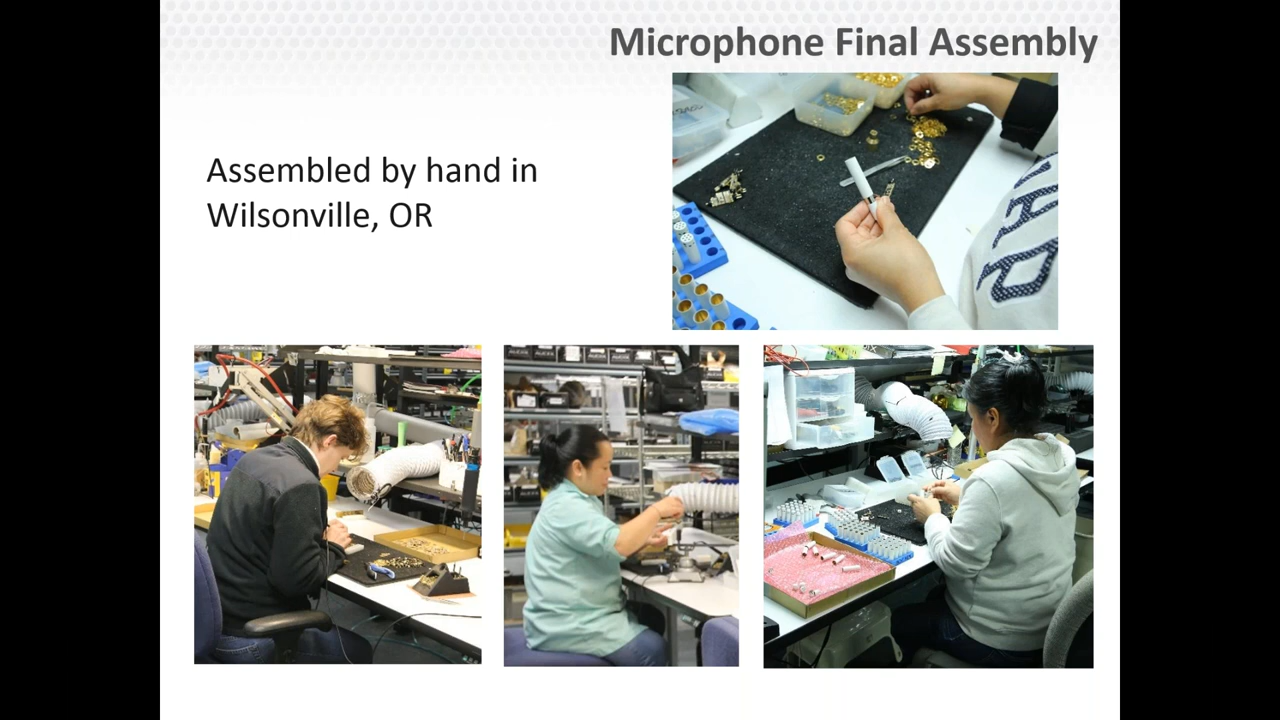 Microphone Final Assembly
Assembled by hand in
Wilsonville, OR